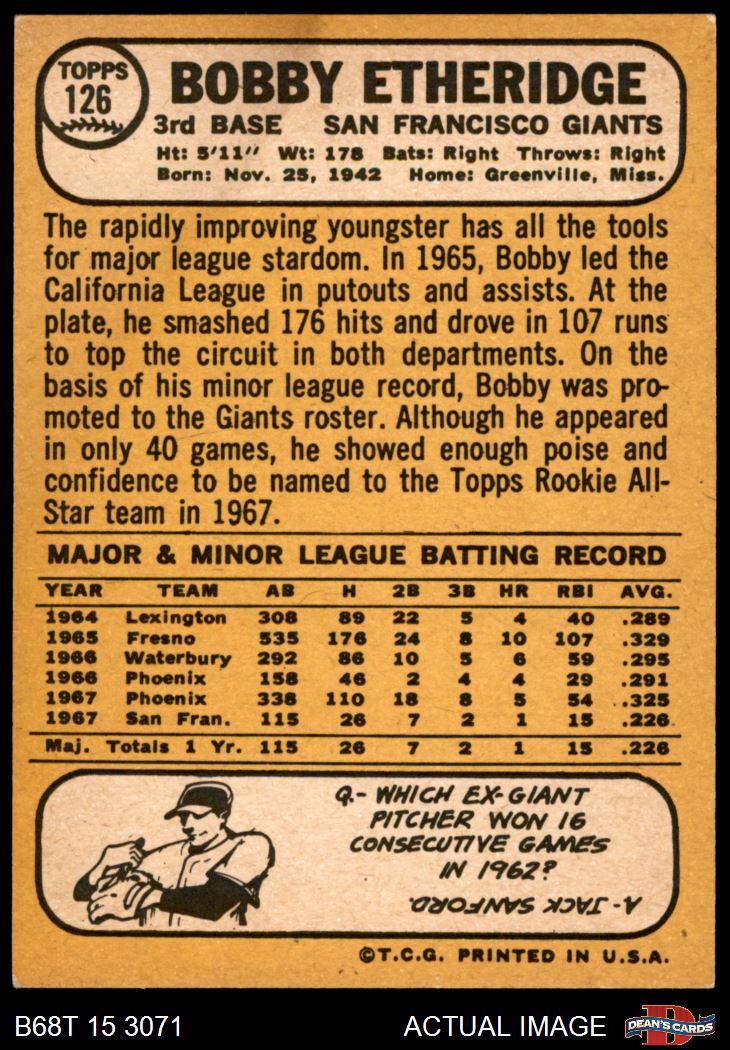 TOPPS
126
BOBBY ETHERIDGE
3rd BASE SAN FRANCISCO GIANTS
Ht: 5'11" Wt: 178 Bats: Right Throws: Right
Born: Nov. 25, 1942 Home: Greenville, Miss.
The rapidly improving youngster has all the tools
for major league stardom. In 1965, Bobby led the
California League in putouts and assists. At the
plate, he smashed 176 hits and drove in 107 runs
to top the circuit in both departments. On the
basis of his minor league record, Bobby was pro-
moted to the Giants roster. Although he appeared
in only 40 games, he showed enough poise and
confidence to be named to the Topps Rookie All-
Star team in 1967.
MAJOR & MINOR LEAGUE BATTING RECORD
YEAR TEAM AB H 2B 3B HR RBI AVG.
1964 Lexington 308 89 22 5 4 40 .289
1965 Fresno 535 176 24 8 10 107 .329
1966 Waterbury 292 86 10 5 6 59 .295
1966 Phoenix 158 46 2 4 4 29 .291
1967 Phoenix 338 110 18 8 5 54 .325
1967 San Fran. 115 26 7 2 1 15 .226
Maj. Totals 1 Yr. 115 26 7 2 1 15 .226
Q.- WHICH EX-GIANT
PITCHER WON 16
CONSECUTIVE GAMES
IN 1962?
A- JACK SANFORD.
©T.C.G. PRINTED IN U.S.A.
B68T 15 3071
ACTUAL IMAGE
D
DEAN'S CARDS